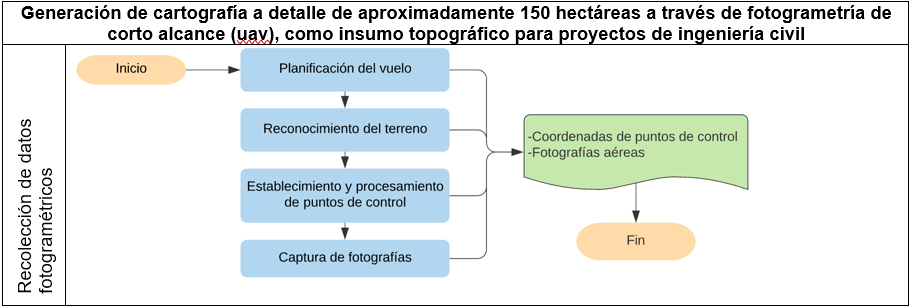 Generación de cartografía a detalle de aproximadamente 150 hectáreas a través de fotogrametría de
corto alcance (uav), como insumo topográfico para proyectos de ingeniería civil
Recolección de datos
fotogramétricos
Inicio
Planificación del vuelo
Reconocimiento del terreno
Establecimiento y procesamiento
de puntos de control
Captura de fotografías
-Coordenadas de puntos de control
-Fotografías aéreas
Fin